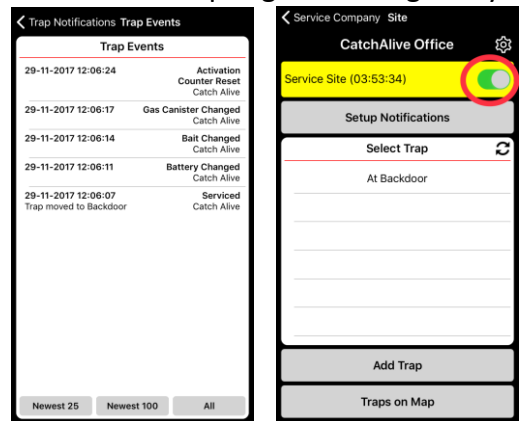 Trap Notifications Trap Events
Trap Events
29-11-2017 12:06:24 Activation
Counter Reset
Catch Alive
29-11-2017 12:06:17 Gas Canister Changed
Catch Alive
29-11-2017 12:06:14 Bait Changed
Catch Alive
29-11-2017 12:06:11 Battery Changed
Catch Alive
29-11-2017 12:06:07 Serviced
Trap moved to Backdoor Catch Alive
Newest 25 Newest 100 All
Service Company Site
CatchAlive Office
Service Site (03:53:34)
Setup Notifications
Select Trap
At Backdoor
Add Trap
Traps on Map